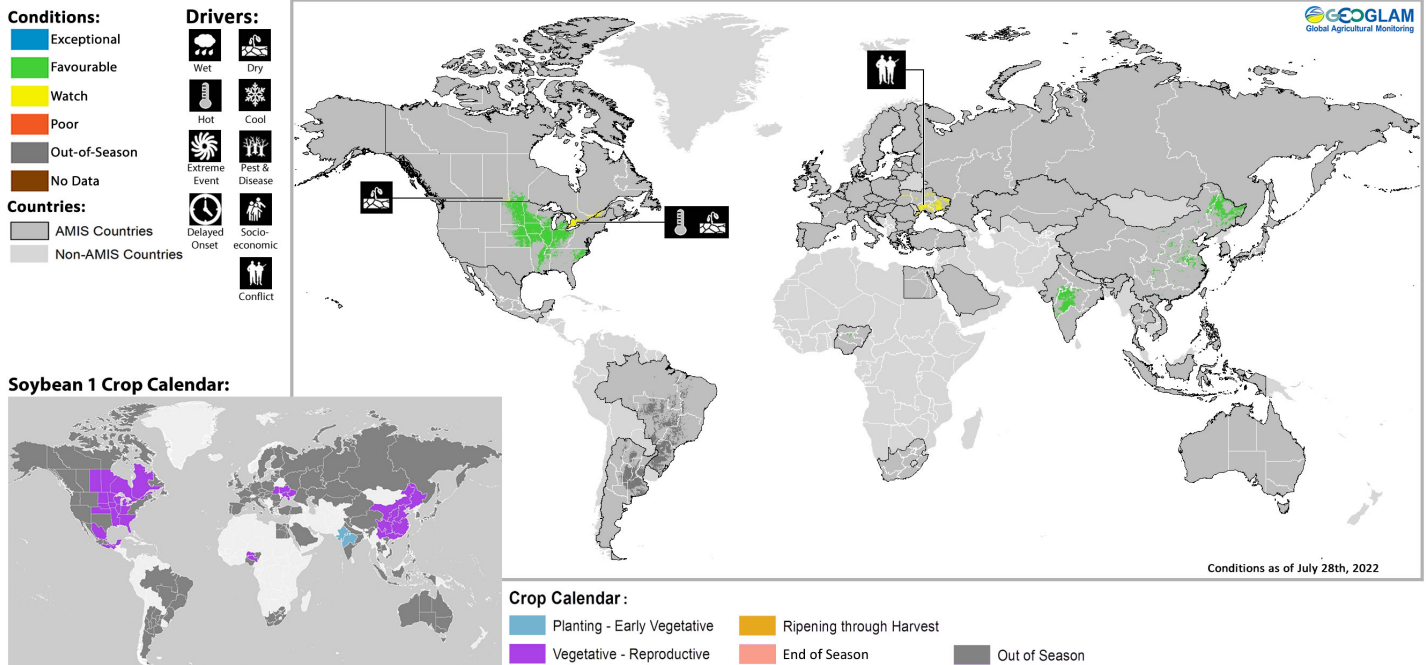 Conditions:
Exceptional
Favourable
Watch
Poor
Out-of-Season
No Data
Countries:
AMIS Countries
Non-AMIS Countries
Drivers:
Wet
Dry
Hot
Cool
Extreme
Event
Pest &
Disease
Delayed
Onset
Socio-
economic
Conflict
GEOGLAM
Global Agricultural Monitoring
Conditions as of July 28th, 2022
Soybean 1 Crop Calendar:
Crop Calendar :
Planting - Early Vegetative
Ripening through Harvest
Vegetative - Reproductive
End of Season
Out of Season